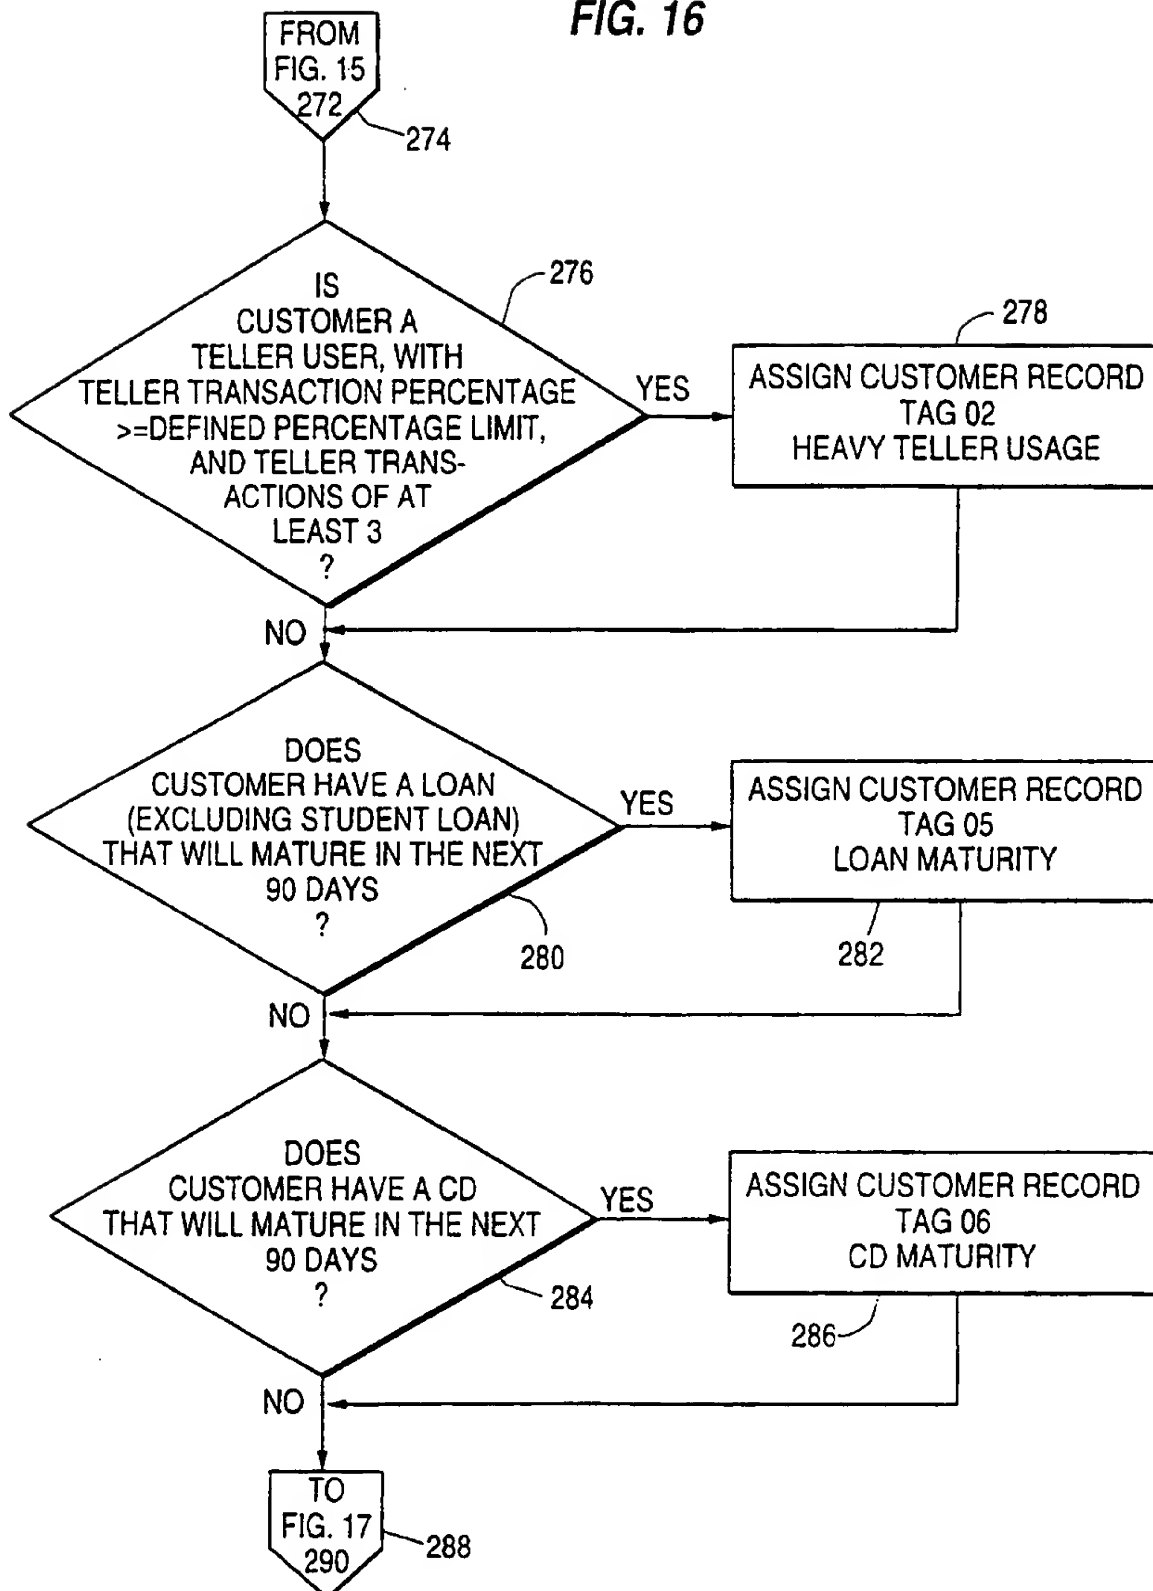 FIG. 16
FROM
FIG. 15
272
274
IS
CUSTOMER A
TELLER USER, WITH
TELLER TRANSACTION PERCENTAGE
>=DEFINED PERCENTAGE LIMIT,
AND TELLER TRANS-
ACTIONS OF AT
LEAST 3
?
276
YES
278
ASSIGN CUSTOMER RECORD
TAG 02
HEAVY TELLER USAGE
NO
DOES
CUSTOMER HAVE A LOAN
(EXCLUDING STUDENT LOAN)
THAT WILL MATURE IN THE NEXT
90 DAYS
?
280
YES
ASSIGN CUSTOMER RECORD
TAG 05
LOAN MATURITY
282
NO
DOES
CUSTOMER HAVE A CD
THAT WILL MATURE IN THE NEXT
90 DAYS
?
284
YES
ASSIGN CUSTOMER RECORD
TAG 06
CD MATURITY
286
NO
TO
FIG. 17
290
288